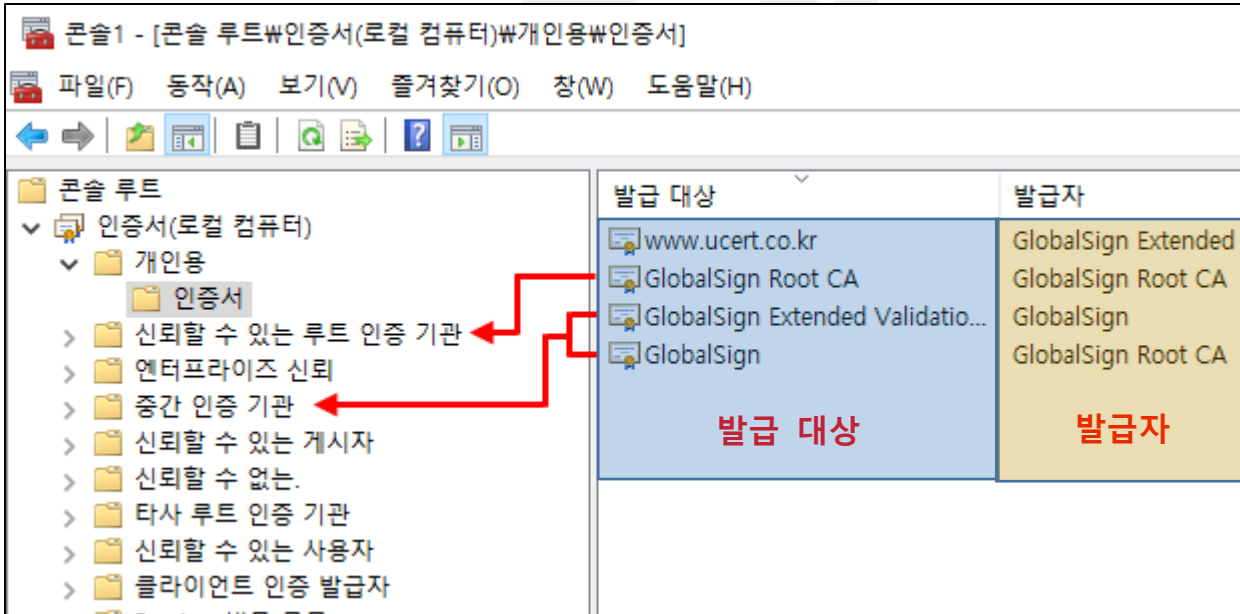 콘솔1 - [콘솔 루트₩인증서(로컬 컴퓨터)₩개인용₩인증서]
파일(F) 동작(A) 보기(V) 즐겨찾기(O) 창(W) 도움말(H)
콘솔 루트
인증서(로컬 컴퓨터)
개인용
인증서
신뢰할 수 있는 루트 인증 기관
엔터프라이즈 신뢰
중간 인증 기관
신뢰할 수 있는 게시자
신뢰할 수 없는.
타사 루트 인증 기관
신뢰할 수 있는 사용자
클라이언트 인증 발급자
발급 대상 발급자
www.ucert.co.kr GlobalSign Extended
GlobalSign Root CA GlobalSign Root CA
GlobalSign Extended Validatio... GlobalSign
GlobalSign GlobalSign Root CA
발급 대상 발급자